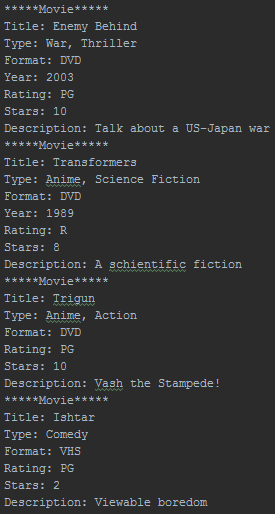 *****Movie*****
Title: Enemy Behind
Type: War, Thriller
Format: DVD
Year: 2003
Rating: PG
Stars: 10
Description: Talk about a US-Japan war
*****Movie*****
Title: Transformers
Type: Anime, Science Fiction
Format: DVD
Year: 1989
Rating: R
Stars: 8
Description: A schientific fiction
*****Movie*****
Title: Trigun
Type: Anime, Action
Format: DVD
Rating: PG
Stars: 10
Description: Vash the Stampede!
*****Movie*****
Title: Ishtar
Type: Comedy
Format: VHS
Rating: PG
Stars: 2
Description: Viewable boredom